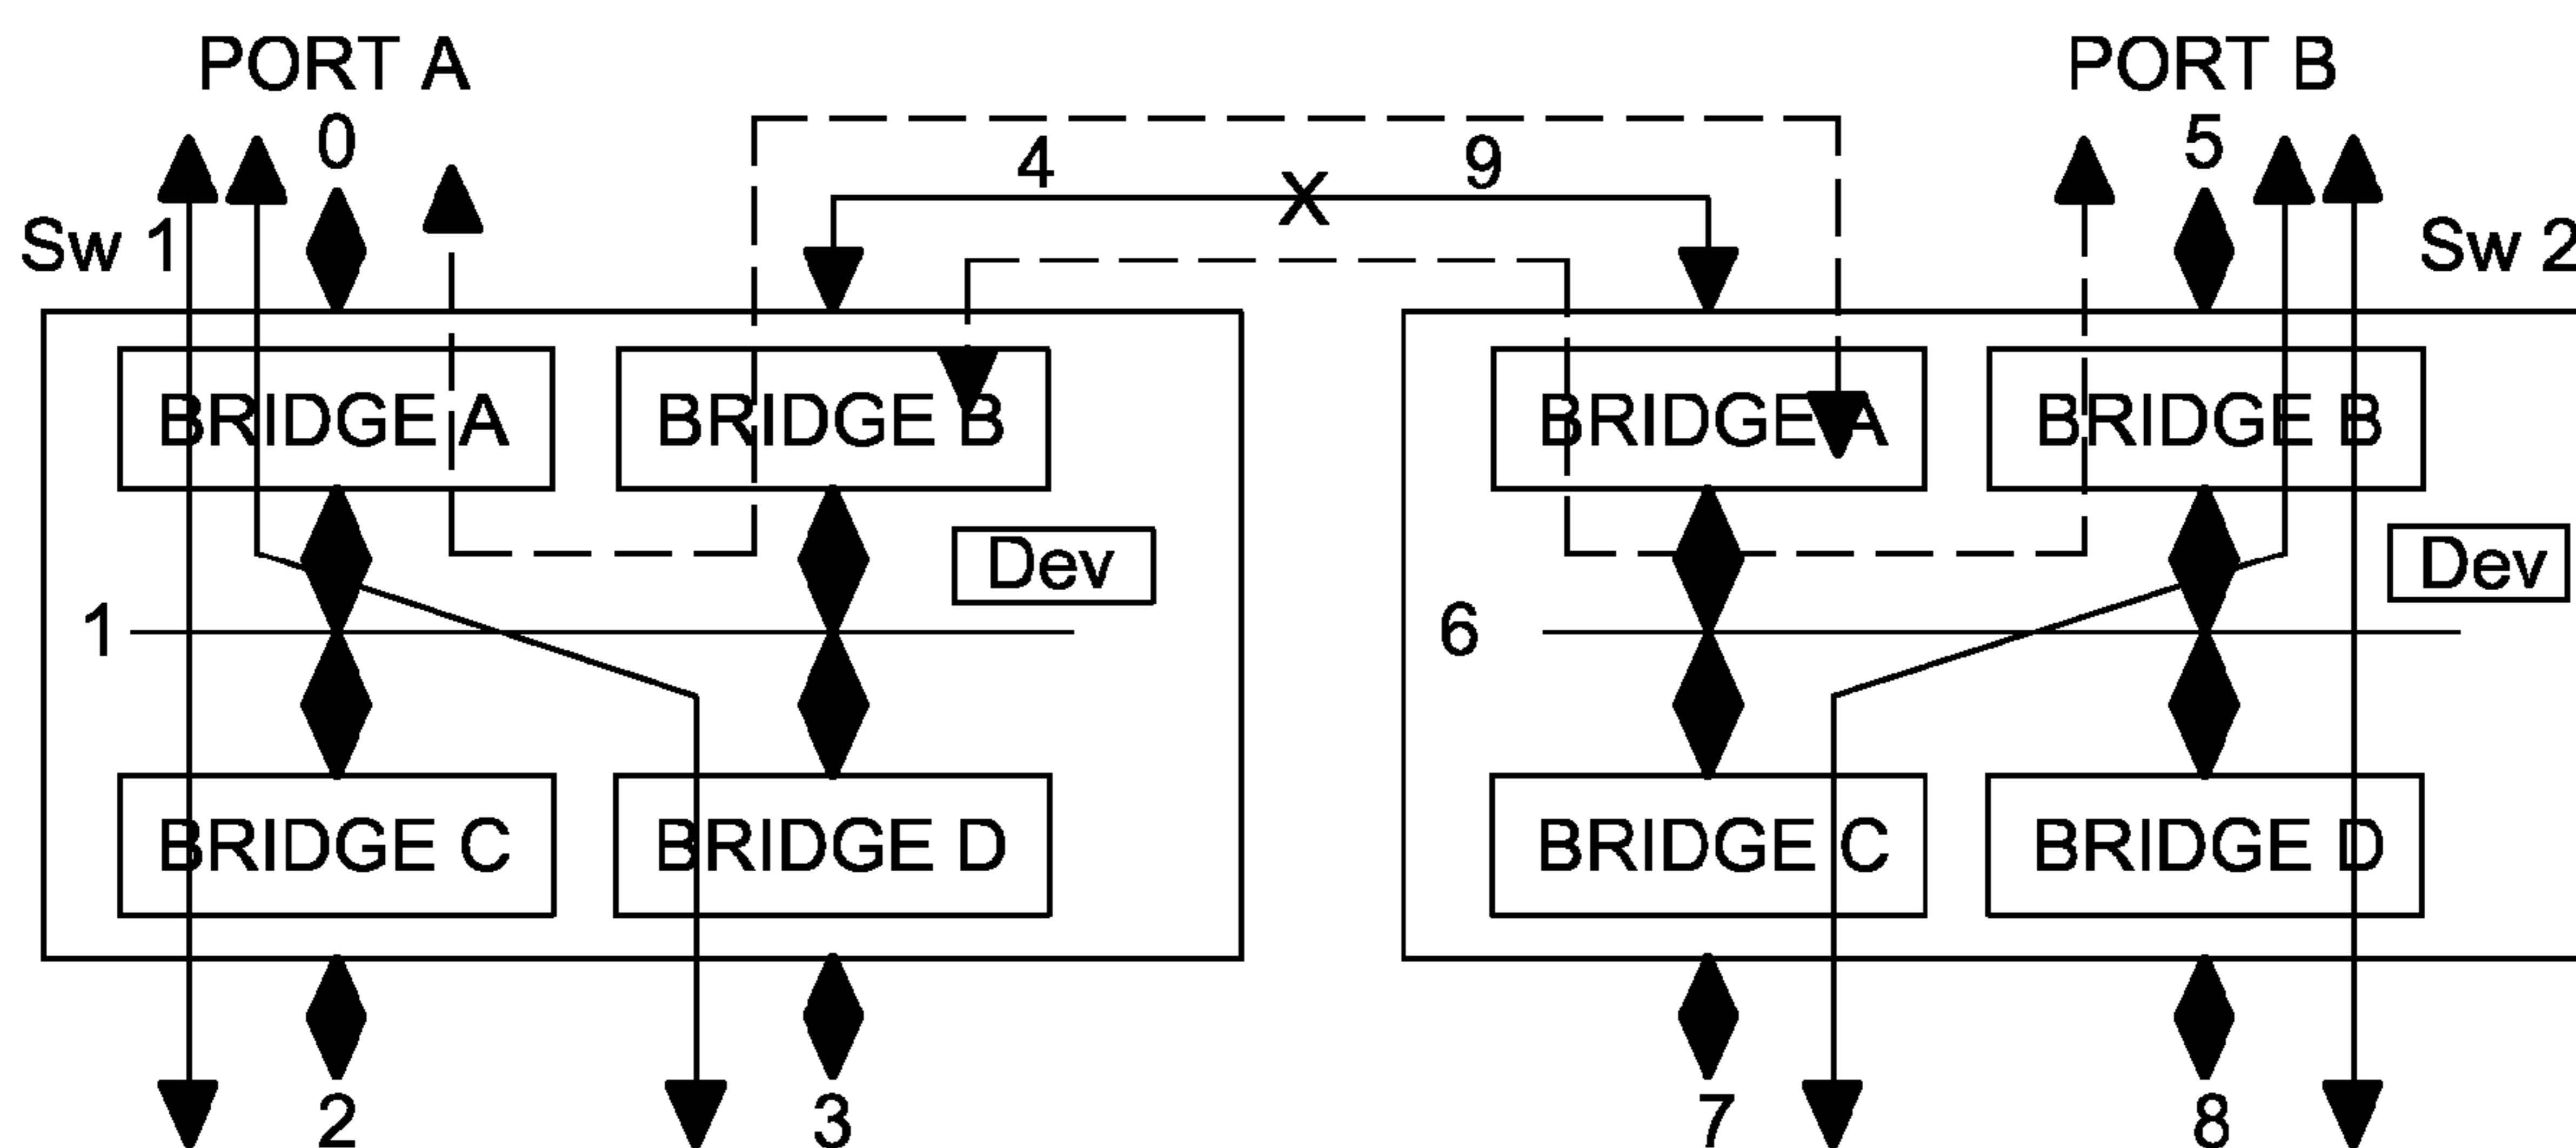 PORT A
PORT B
0
5
4
9
X
Sw 1
Sw 2
BRIDGE A
BRIDGE B
BRIDGE A
BRIDGE B
Dev
Dev
1
6
BRIDGE C
BRIDGE D
BRIDGE C
BRIDGE D
2
3
7
8